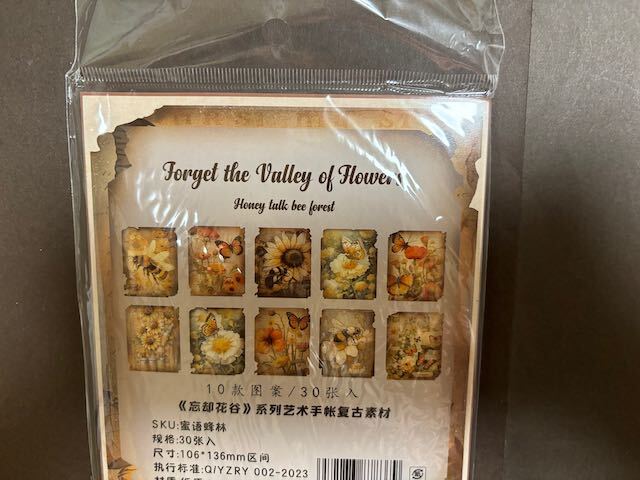 Forget the Valley of Flowers
Honey talk bee forest
10款图案/30张入
《忘却花谷》系列艺术手帐复古素材
SKU:蜜语蜂林
规格:30张入
尺寸:106*136mm区间
执行标准:Q/YZRY 002-2023